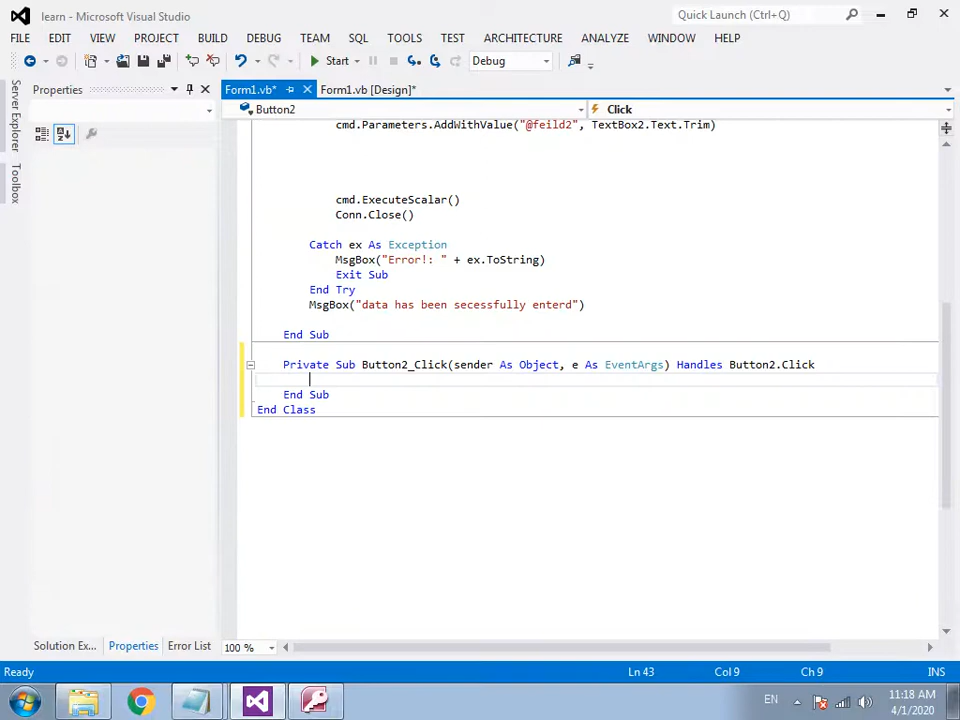 learn - Microsoft Visual Studio
Quick Launch (Ctrl+Q)
FILE EDIT VIEW PROJECT BUILD DEBUG TEAM SQL TOOLS TEST ARCHITECTURE ANALYZE WINDOW HELP
Start Debug
Server Explorer
Toolbox
Properties
Form1.vb* Form1.vb [Design]*
Button2 Click
cmd.Parameters.AddWithValue("@feild2", TextBox2.Text.Trim)
cmd.ExecuteScalar()
Conn.Close()
Catch ex As Exception
MsgBox("Error!: " + ex.ToString)
Exit Sub
End Try
MsgBox("data has been secessfully enterd")
End Sub
Private Sub Button2_Click(sender As Object, e As EventArgs) Handles Button2.Click
End Sub
End Class
Solution Ex... Properties Error List
100 %
Ready Ln 43 Col 9 Ch 9 INS
EN
11:18 AM
4/1/2020